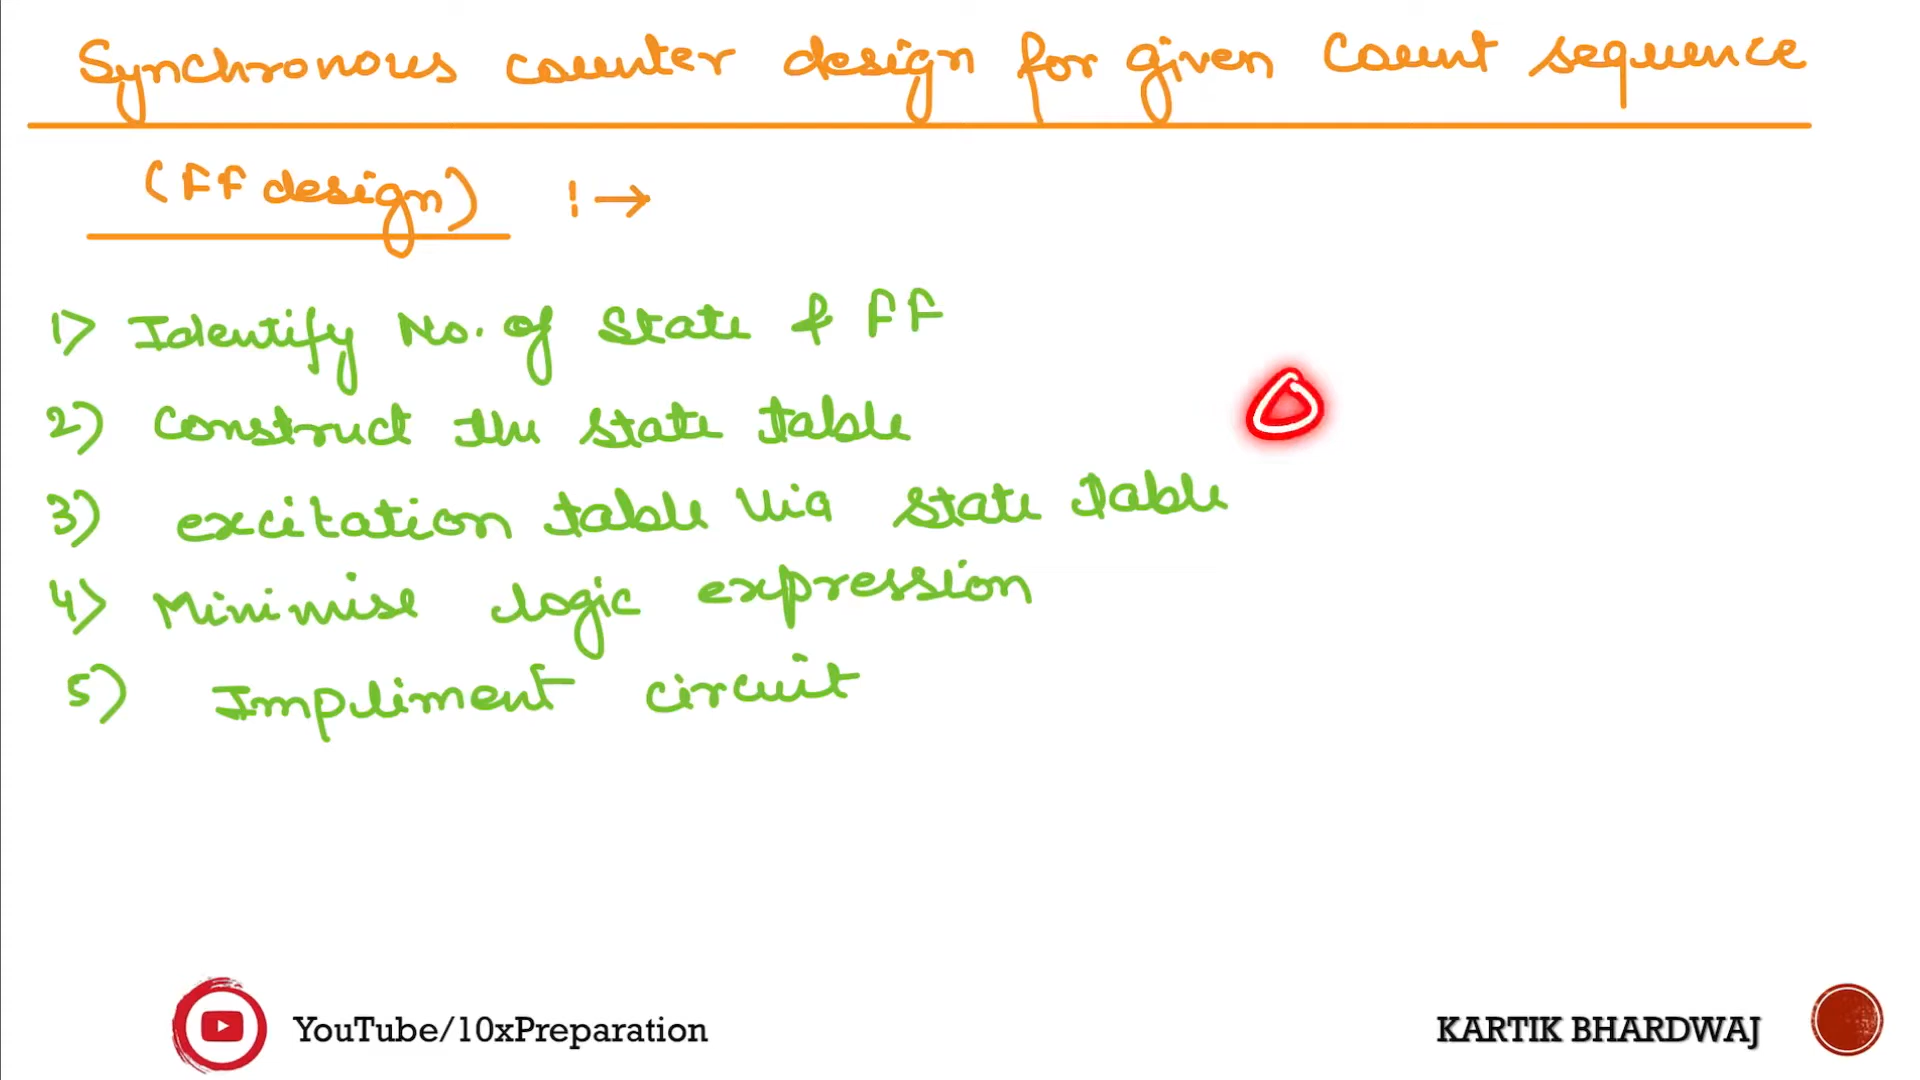 Synchronous counter design for given Count sequence
(FF design) :→
1) Identify No. of State & FF
2) Construct the state table
3) excitation table via state table
4) Minimise logic expression
5) Impliment circuit
YouTube/10xPreparation
KARTIK BHARDWAJ